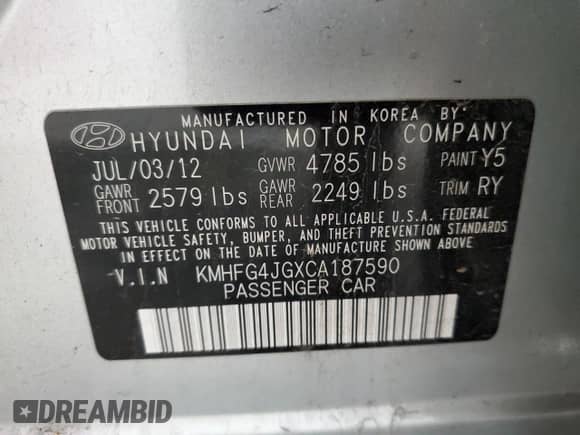 MANUFACTURED IN KOREA BY:
HYUNDAI MOTOR COMPANY
JUL/03/12 GVWR 4785 lbs PAINT Y5
GAWR FRONT 2579 lbs GAWR REAR 2249 lbs TRIM RY
THIS VEHICLE CONFORMS TO ALL APPLICABLE U.S.A. FEDERAL
MOTOR VEHICLE SAFETY, BUMPER, AND THEFT PREVENTION STANDARDS
IN EFFECT ON THE DATE OF MANUFACTURE SHOWN ABOVE.
V.I.N KMHFG4JGXCA187590
PASSENGER CAR
DREAMBID